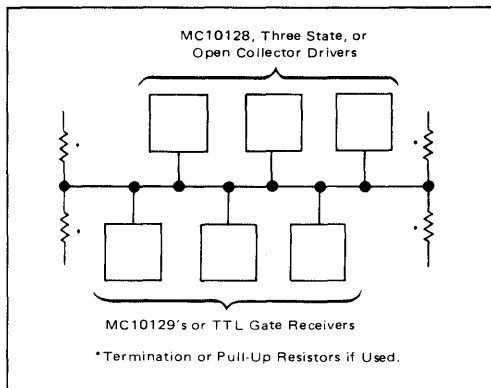 MC10128, Three State, or
Open Collector Drivers
* *
* *
MC10129's or TTL Gate Receivers
*Termination or Pull-Up Resistors if Used.